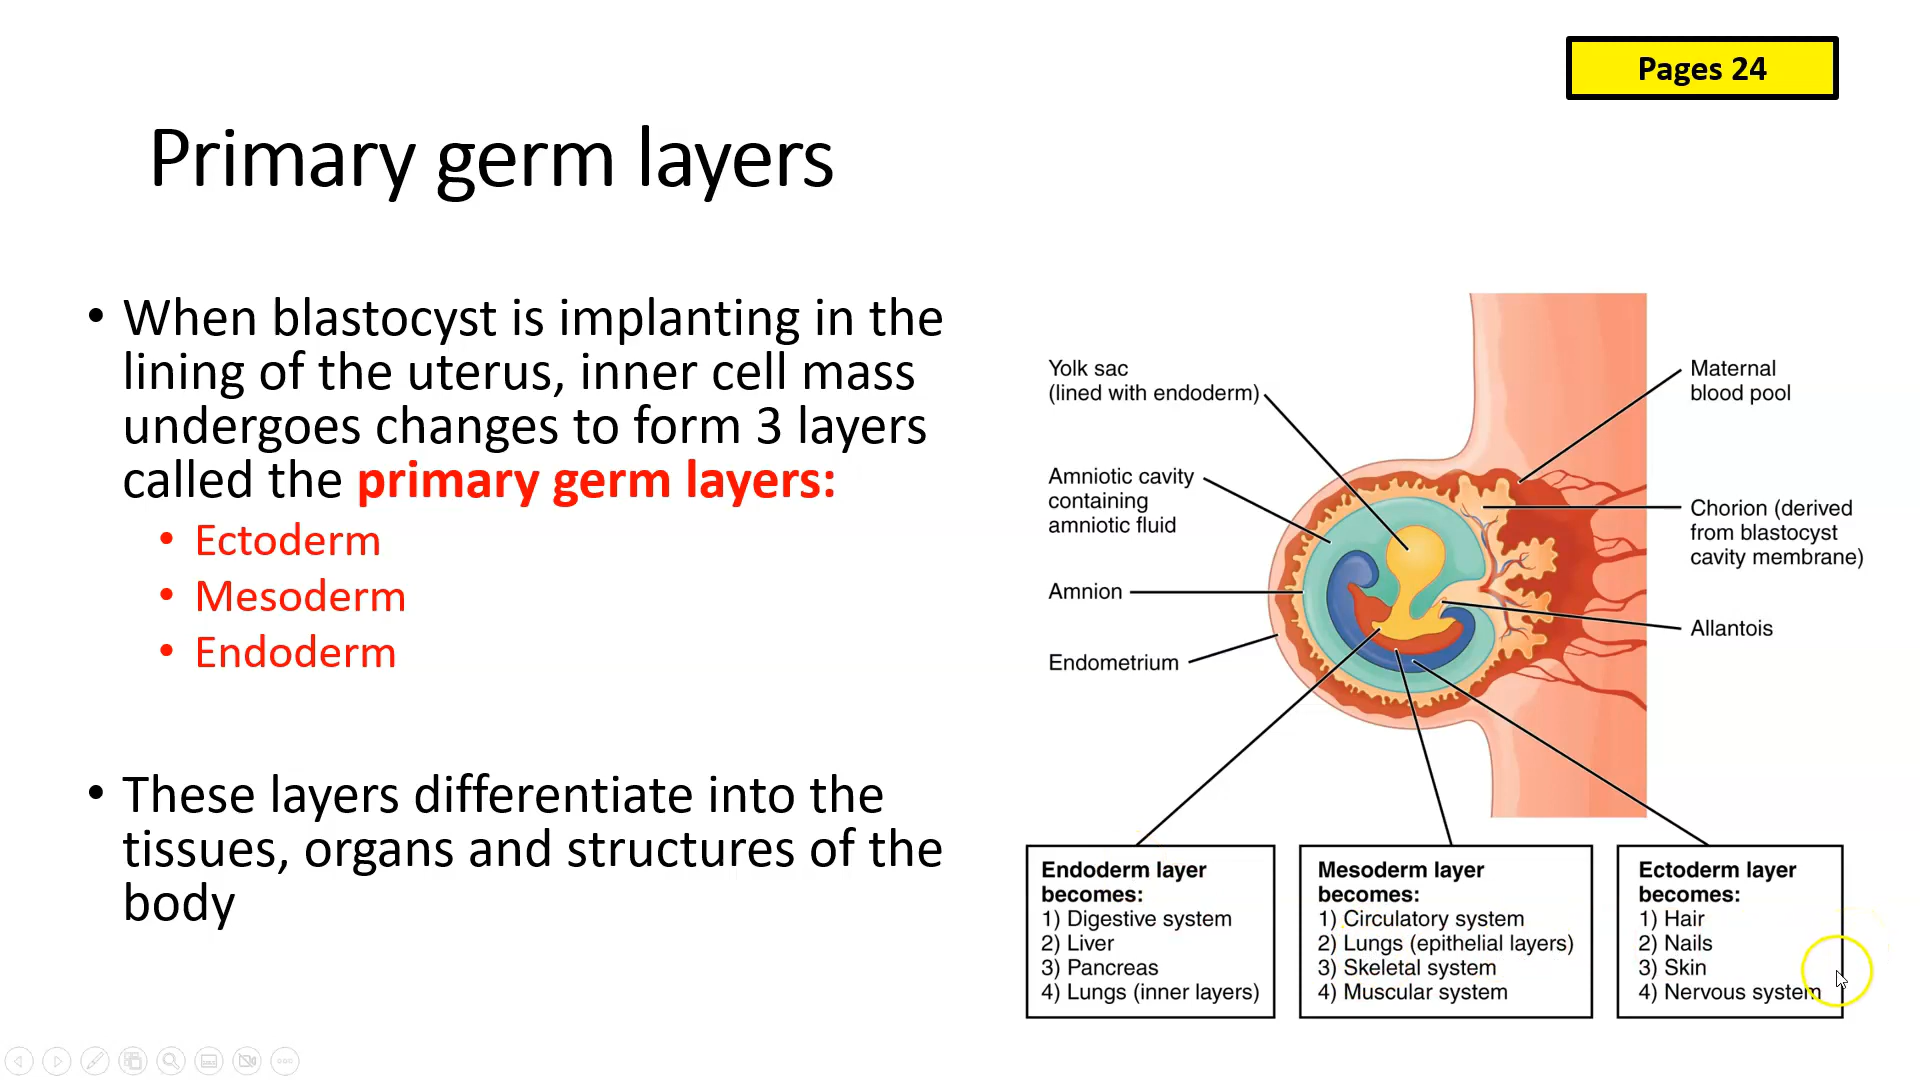 Pages 24
Primary germ layers
• When blastocyst is implanting in the
lining of the uterus, inner cell mass
undergoes changes to form 3 layers
called the primary germ layers:
• Ectoderm
• Mesoderm
• Endoderm
• These layers differentiate into the
tissues, organs and structures of the
body
Yolk sac
(lined with endoderm)
Amniotic cavity
containing
amniotic fluid
Amnion
Endometrium
Maternal
blood pool
Chorion (derived
from blastocyst
cavity membrane)
Allantois
Endoderm layer
becomes:
1) Digestive system
2) Liver
3) Pancreas
4) Lungs (inner layers)
Mesoderm layer
becomes:
1) Circulatory system
2) Lungs (epithelial layers)
3) Skeletal system
4) Muscular system
Ectoderm layer
becomes:
1) Hair
2) Nails
3) Skin
4) Nervous system